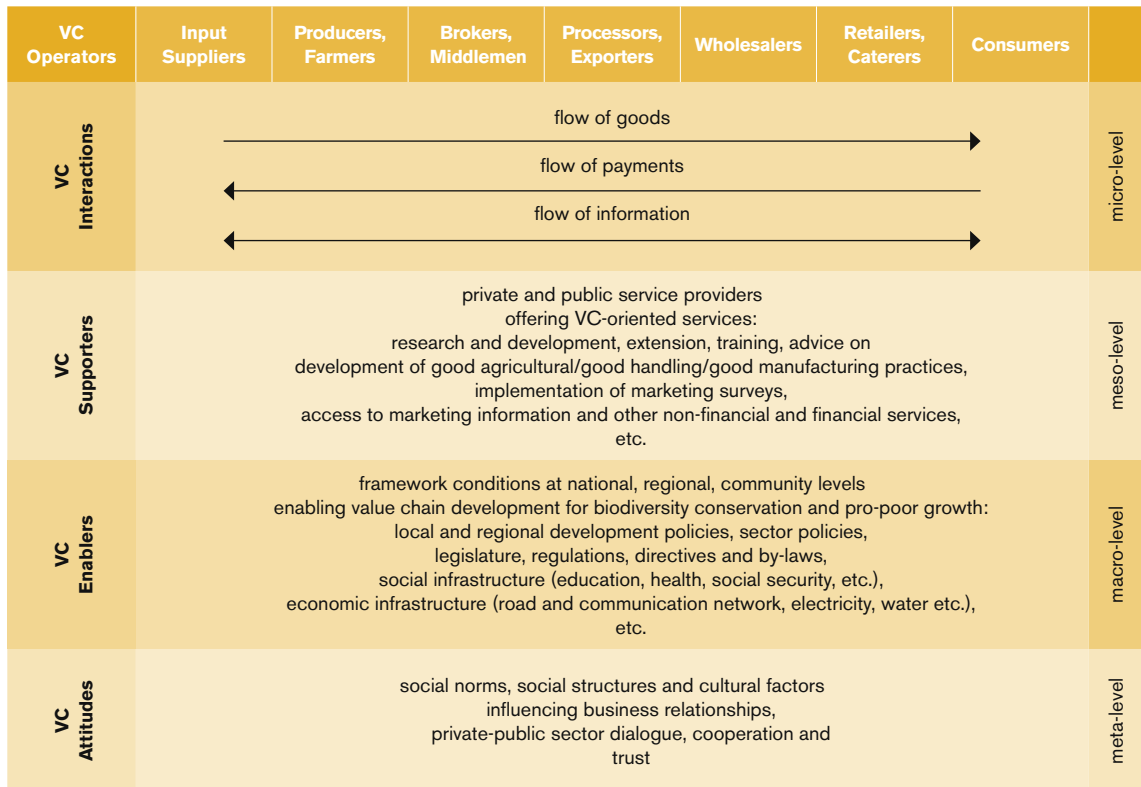 VC
Operators
Input
Suppliers
Producers,
Farmers
Brokers,
Middlemen
Processors,
Exporters
Wholesalers
Retailers,
Caterers
Consumers
VC
Interactions
flow of goods
flow of payments
flow of information
micro-level
VC
Supporters
private and public service providers
offering VC-oriented services:
research and development, extension, training, advice on
development of good agricultural/good handling/good manufacturing practices,
implementation of marketing surveys,
access to marketing information and other non-financial and financial services,
etc.
meso-level
VC
Enablers
framework conditions at national, regional, community levels
enabling value chain development for biodiversity conservation and pro-poor growth:
local and regional development policies, sector policies,
legislature, regulations, directives and by-laws,
social infrastructure (education, health, social security, etc.),
economic infrastructure (road and communication network, electricity, water etc.),
etc.
macro-level
VC
Attitudes
social norms, social structures and cultural factors
influencing business relationships,
private-public sector dialogue, cooperation and
trust
meta-level